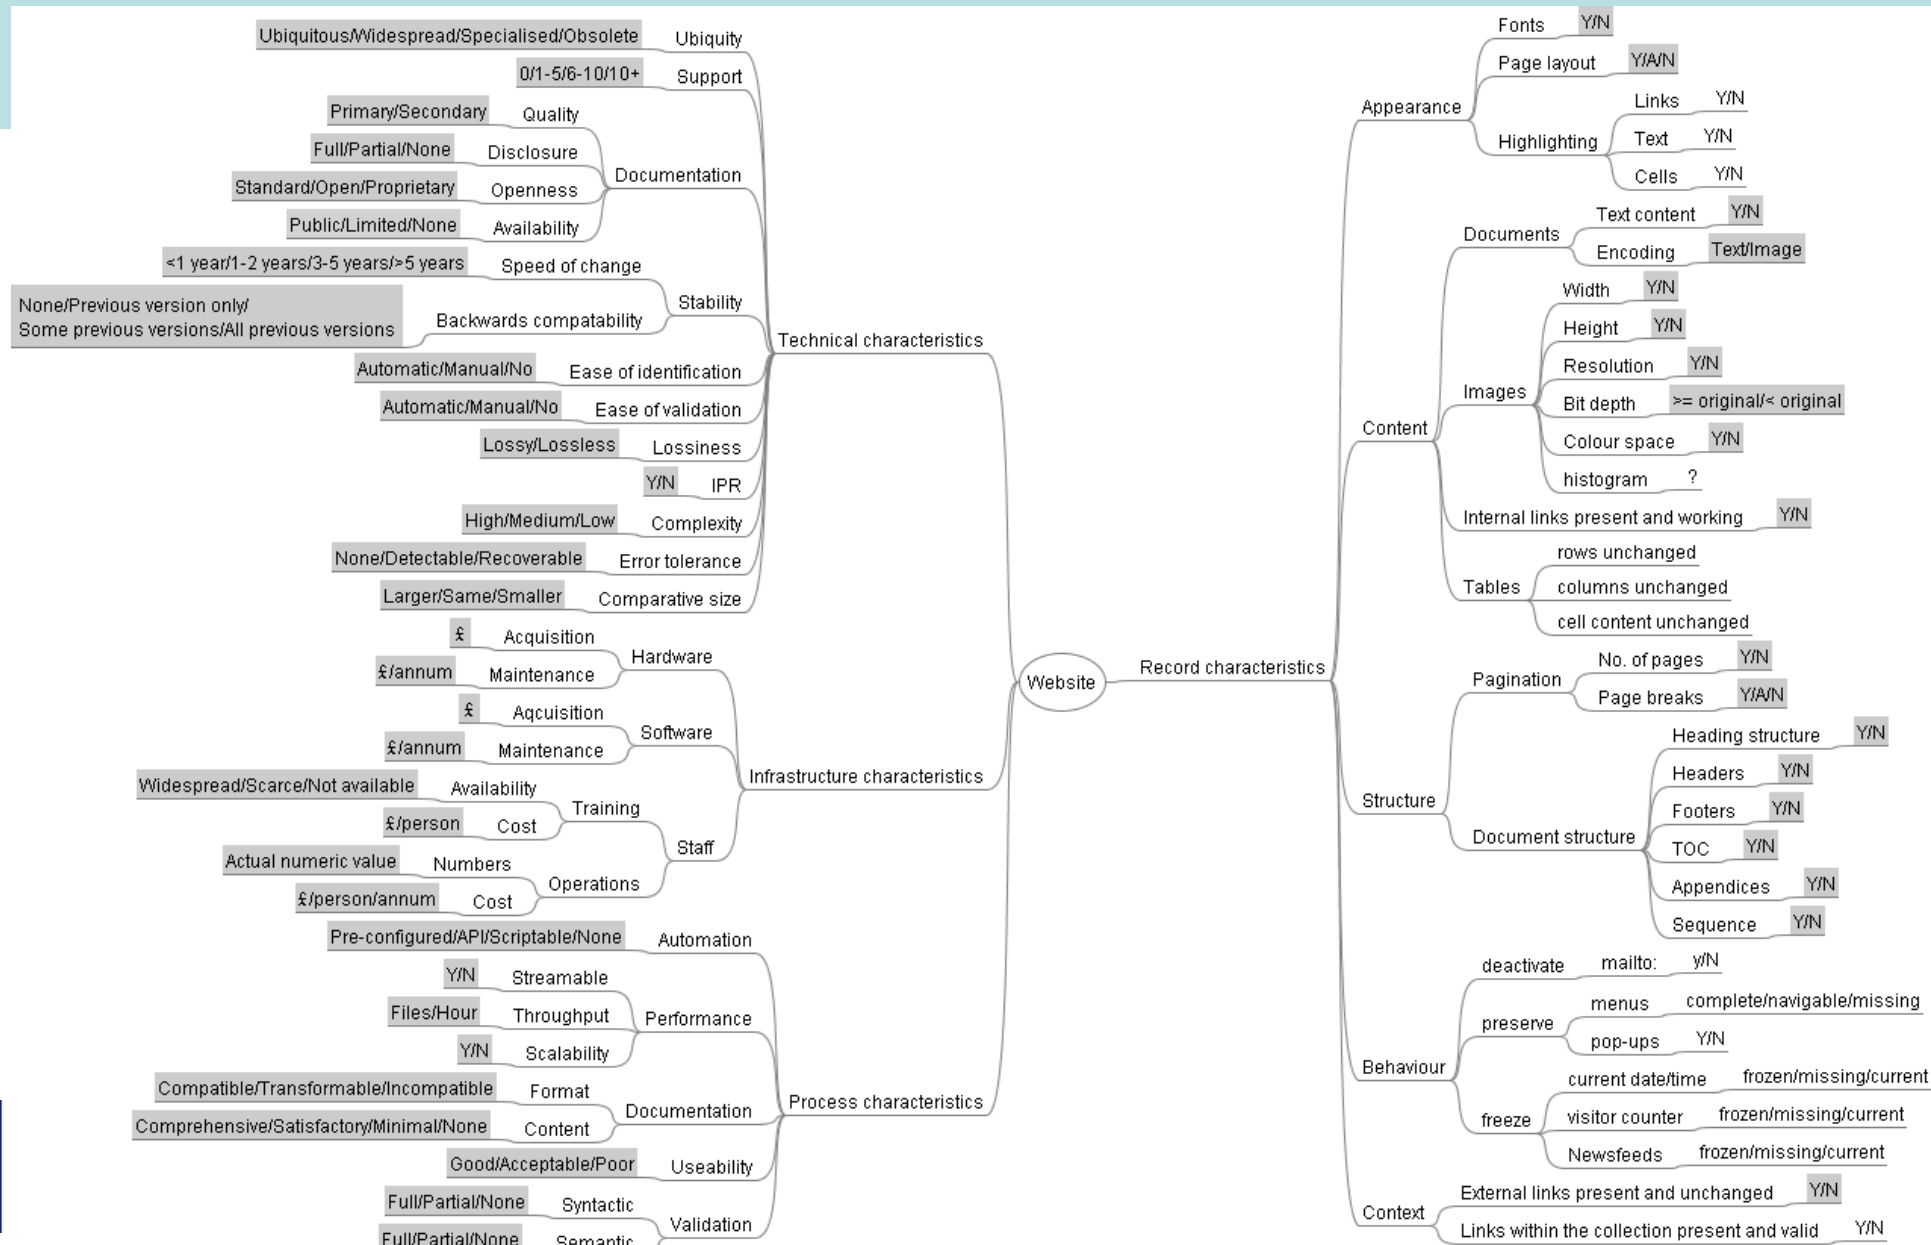 Website
Technical characteristics
Ubiquity
Ubiquitous/Widespread/Specialised/Obsolete
Support
0/1-5/6-10/10+
Documentation
Quality
Primary/Secondary
Disclosure
Full/Partial/None
Openness
Standard/Open/Proprietary
Availability
Public/Limited/None
Stability
Speed of change
<1 year/1-2 years/3-5 years/>5 years
Backwards compatability
None/Previous version only/
Some previous versions/All previous versions
Ease of identification
Automatic/Manual/No
Ease of validation
Automatic/Manual/No
Lossiness
Lossy/Lossless
IPR
Y/N
Complexity
High/Medium/Low
Error tolerance
None/Detectable/Recoverable
Comparative size
Larger/Same/Smaller
Infrastructure characteristics
Hardware
Acquisition
£
Maintenance
£/annum
Software
Aqcuisition
£
Maintenance
£/annum
Staff
Training
Availability
Widespread/Scarce/Not available
Cost
£/person
Operations
Numbers
Actual numeric value
Cost
£/person/annum
Process characteristics
Automation
Pre-configured/API/Scriptable/None
Performance
Streamable
Y/N
Throughput
Files/Hour
Scalability
Y/N
Documentation
Format
Compatible/Transformable/Incompatible
Content
Comprehensive/Satisfactory/Minimal/None
Useability
Good/Acceptable/Poor
Validation
Syntactic
Full/Partial/None
Semantic
Full/Partial/None
Record characteristics
Appearance
Fonts
Y/N
Page layout
Y/A/N
Highlighting
Links
Y/N
Text
Y/N
Cells
Y/N
Content
Documents
Text content
Y/N
Encoding
Text/Image
Images
Width
Y/N
Height
Y/N
Resolution
Y/N
Bit depth
>= original/< original
Colour space
Y/N
histogram
?
Internal links present and working
Y/N
Tables
rows unchanged
columns unchanged
cell content unchanged
Structure
Pagination
No. of pages
Y/N
Page breaks
Y/A/N
Document structure
Heading structure
Y/N
Headers
Y/N
Footers
Y/N
TOC
Y/N
Appendices
Y/N
Sequence
Y/N
Behaviour
deactivate
mailto:
y/N
preserve
menus
complete/navigable/missing
pop-ups
Y/N
freeze
current date/time
frozen/missing/current
visitor counter
frozen/missing/current
Newsfeeds
frozen/missing/current
Context
External links present and unchanged
Y/N
Links within the collection present and valid
Y/N